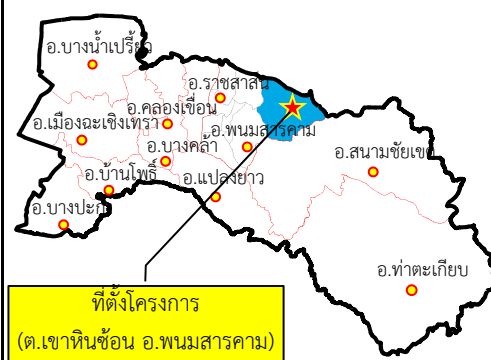 อ.บางน้ำเปรี้ยว
อ.ราชสาส์น
อ.คลองเขื่อน
อ.เมืองฉะเชิงเทรา
อ.พนมสารคาม
อ.บางคล้า
อ.สนามชัยเขต
อ.บ้านโพธิ์
อ.แปลงยาว
อ.บางปะกง
อ.ท่าตะเกียบ
ที่ตั้งโครงการ
(ต.เขาหินซ้อน อ.พนมสารคาม)